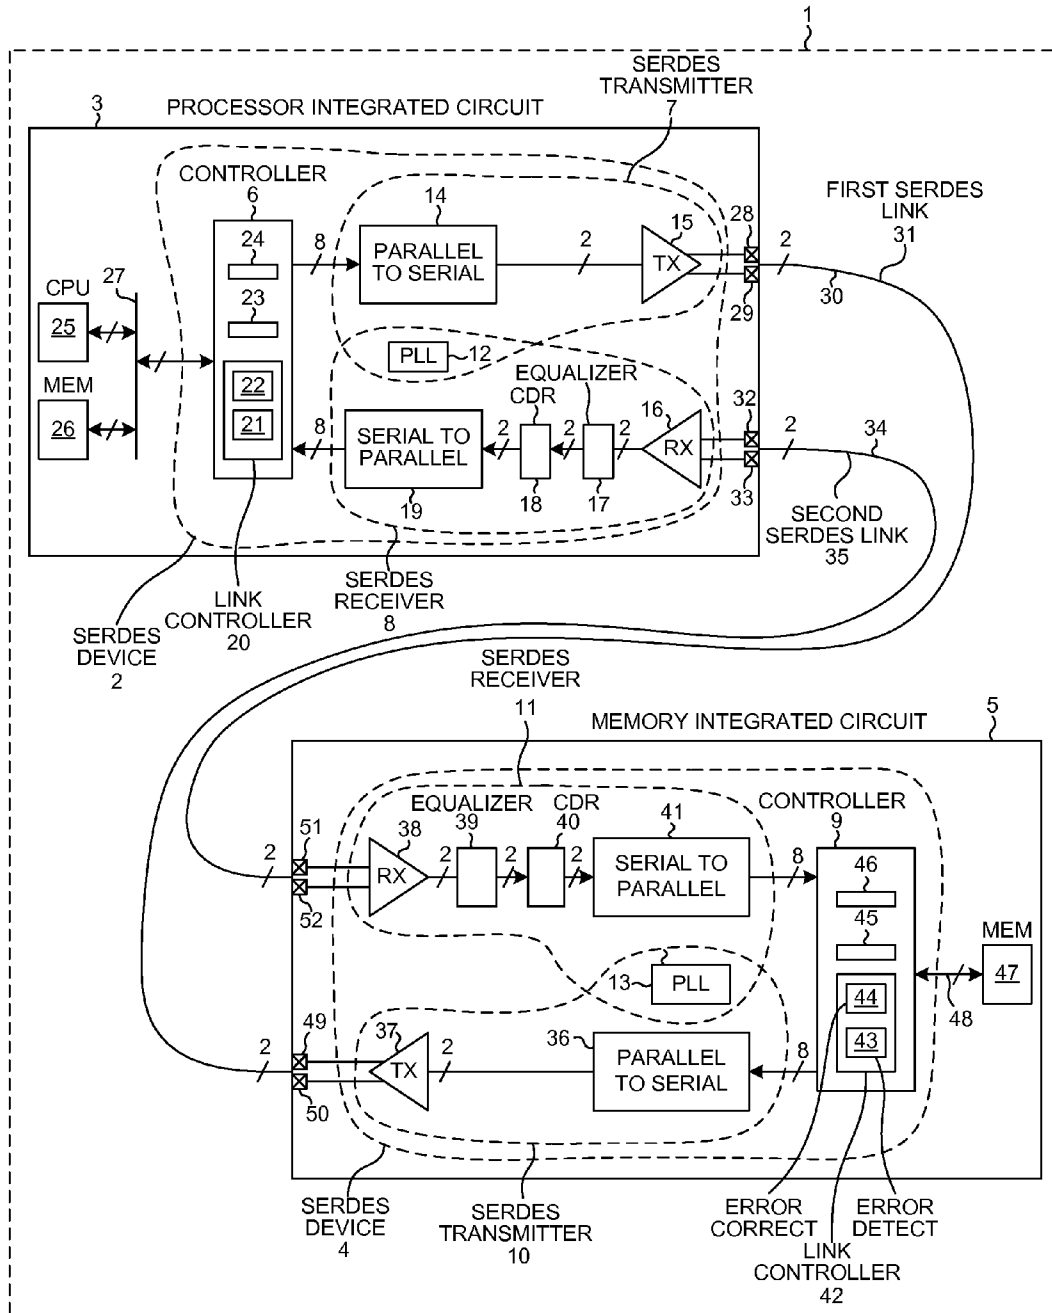 1
SERDES
TRANSMITTER
7
3
PROCESSOR INTEGRATED CIRCUIT
CONTROLLER
6
14
15
28
FIRST SERDES
LINK
31
24
8
PARALLEL
TO SERIAL
2
TX
2
30
29
CPU
27
25
23
PLL
12
EQUALIZER
CDR
MEM
26
22
21
8
SERIAL TO
PARALLEL
2
2
2
16
RX
32
2
34
33
19
18
17
SECOND
SERDES LINK
35
SERDES
DEVICE
2
LINK
CONTROLLER
20
SERDES
RECEIVER
8
SERDES
RECEIVER
11
MEMORY INTEGRATED CIRCUIT
5
EQUALIZER
39
CDR
40
41
CONTROLLER
9
51
2
52
38
RX
2
2
2
SERIAL TO
PARALLEL
8
46
45
MEM
47
48
13
PLL
44
43
49
2
50
37
TX
2
36
PARALLEL
TO SERIAL
8
SERDES
DEVICE
4
SERDES
TRANSMITTER
10
ERROR
CORRECT
ERROR
DETECT
LINK
CONTROLLER
42